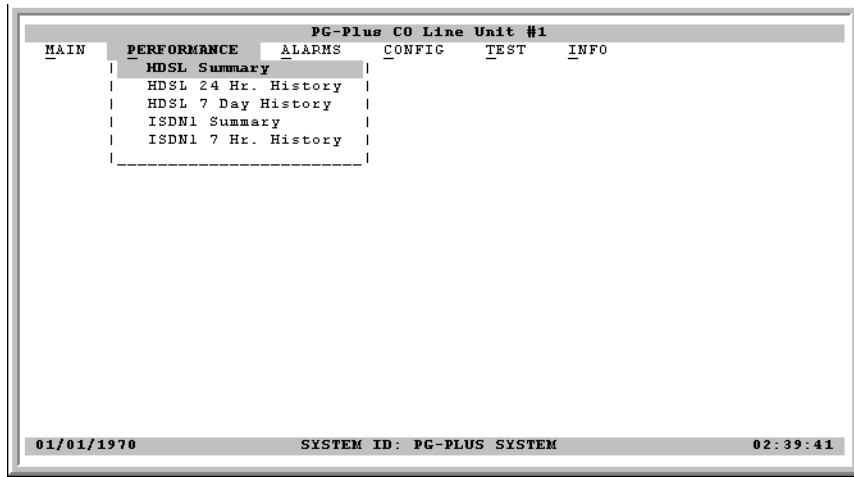 PG-Plus CO Line Unit #1
MAIN PERFORMANCE ALARMS CONFIG TEST INFO
HDSL Summary
HDSL 24 Hr. History
HDSL 7 Day History
ISDN1 Summary
ISDN1 7 Hr. History
01/01/1970 SYSTEM ID: PG-PLUS SYSTEM 02:39:41